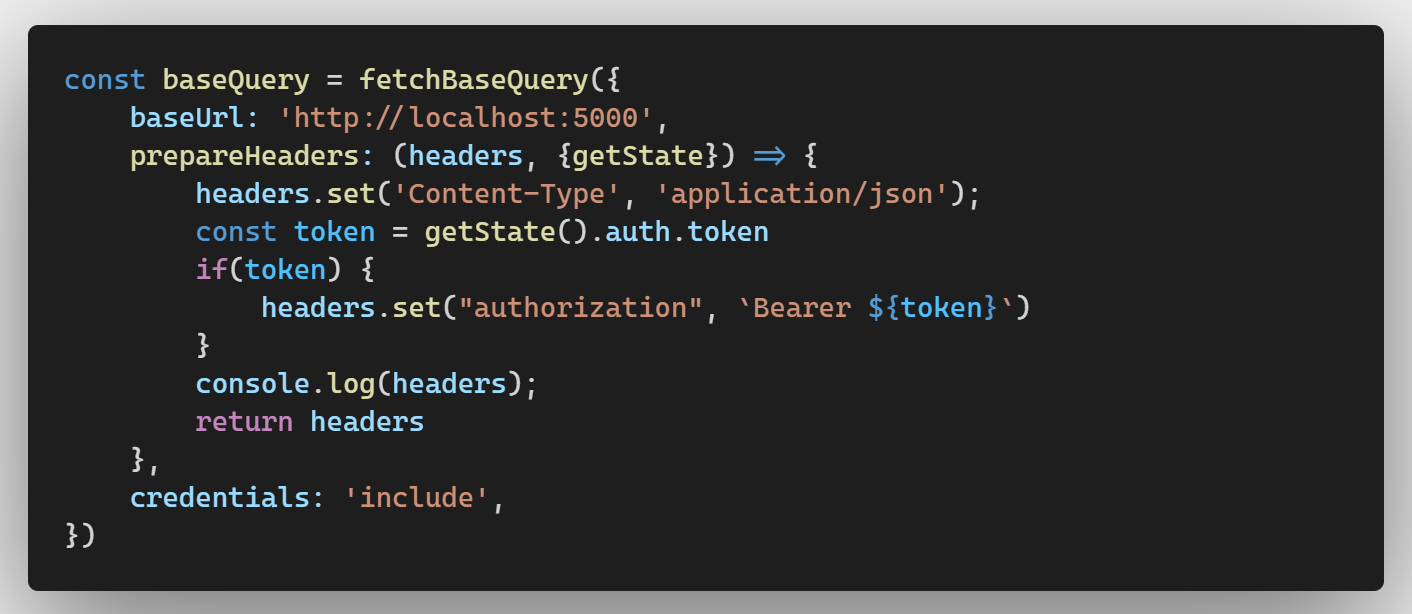 const baseQuery = fetchBaseQuery({
    baseUrl: 'http://localhost:5000',
    prepareHeaders: (headers, {getState}) => {
        headers.set('Content-Type', 'application/json');
        const token = getState().auth.token
        if(token) {
            headers.set("authorization", `Bearer ${token}`)
        }
        console.log(headers);
        return headers
    },
    credentials: 'include',
})